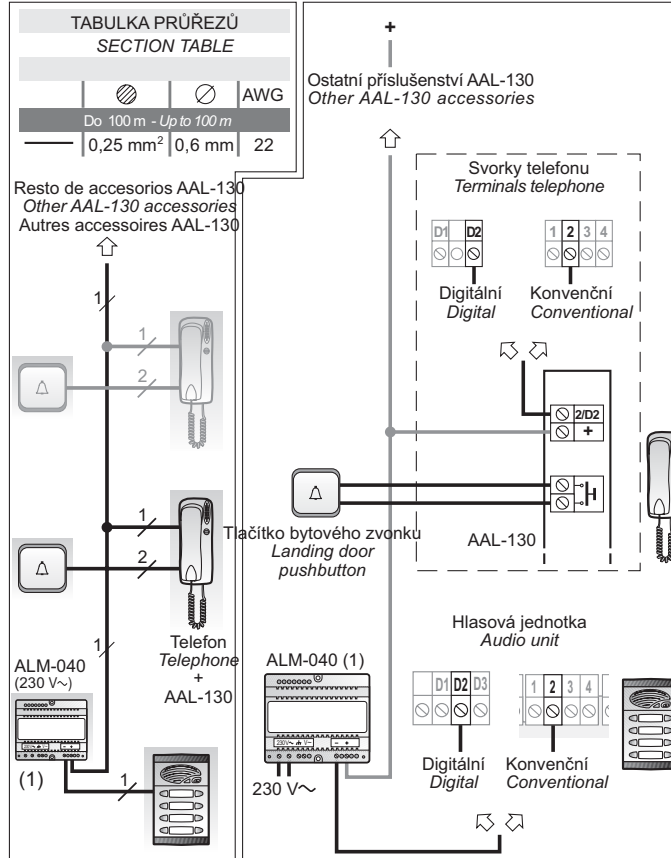 TABULKA PRŮŘEZŮ
SECTION TABLE
AWG
Do 100 m - Up to 100 m
0,25 mm² 0,6 mm 22
Resto de accesorios AAL-130
Other AAL-130 accessories
Autres accessoires AAL-130
1
1
2
1
2
1
Telefon
Telephone
+
AAL-130
ALM-040
(230 V~)
(1)
1
+
Ostatní příslušenství AAL-130
Other AAL-130 accessories
Svorky telefonu
Terminals telephone
D1 D2
1 2 3 4
Digitální
Digital
Konvenční
Conventional
2/D2
+
AAL-130
Tlačítko bytového zvonku
Landing door
pushbutton
Hlasová jednotka
Audio unit
ALM-040 (1)
230V~
- +
230 V~
D1 D2 D3
1 2 3 4
Digitální
Digital
Konvenční
Conventional